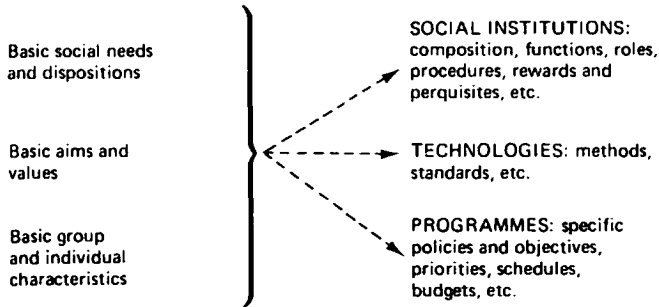 Basic social needs
and dispositions
Basic aims and
values
Basic group
and individual
characteristics
SOCIAL INSTITUTIONS:
composition, functions, roles,
procedures, rewards and
perquisites, etc.
TECHNOLOGIES: methods,
standards, etc.
PROGRAMMES: specific
policies and objectives,
priorities, schedules,
budgets, etc.